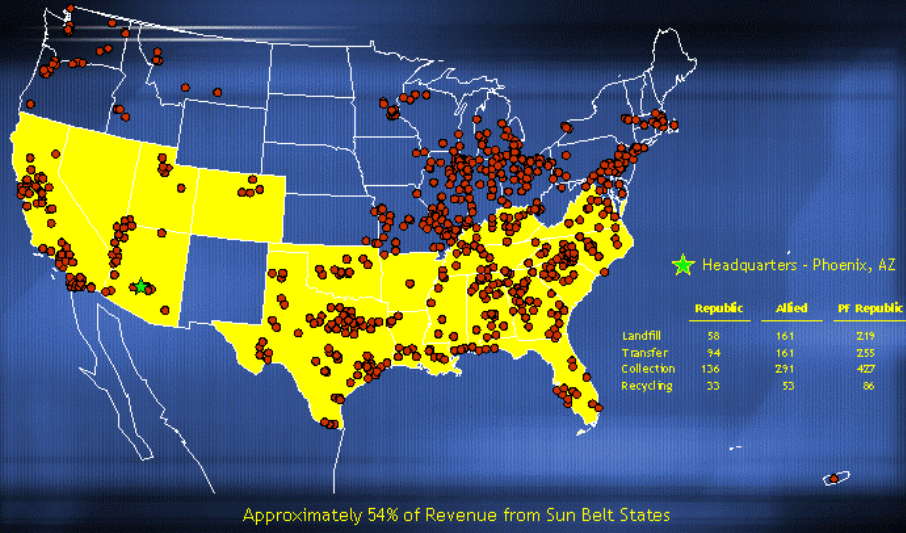 Headquarters - Phoenix, AZ
Republic Allied PF Republic
Landfill 58 161 219
Transfer 94 161 255
Collection 136 291 427
Recycling 33 53 86
Approximately 54% of Revenue from Sun Belt States